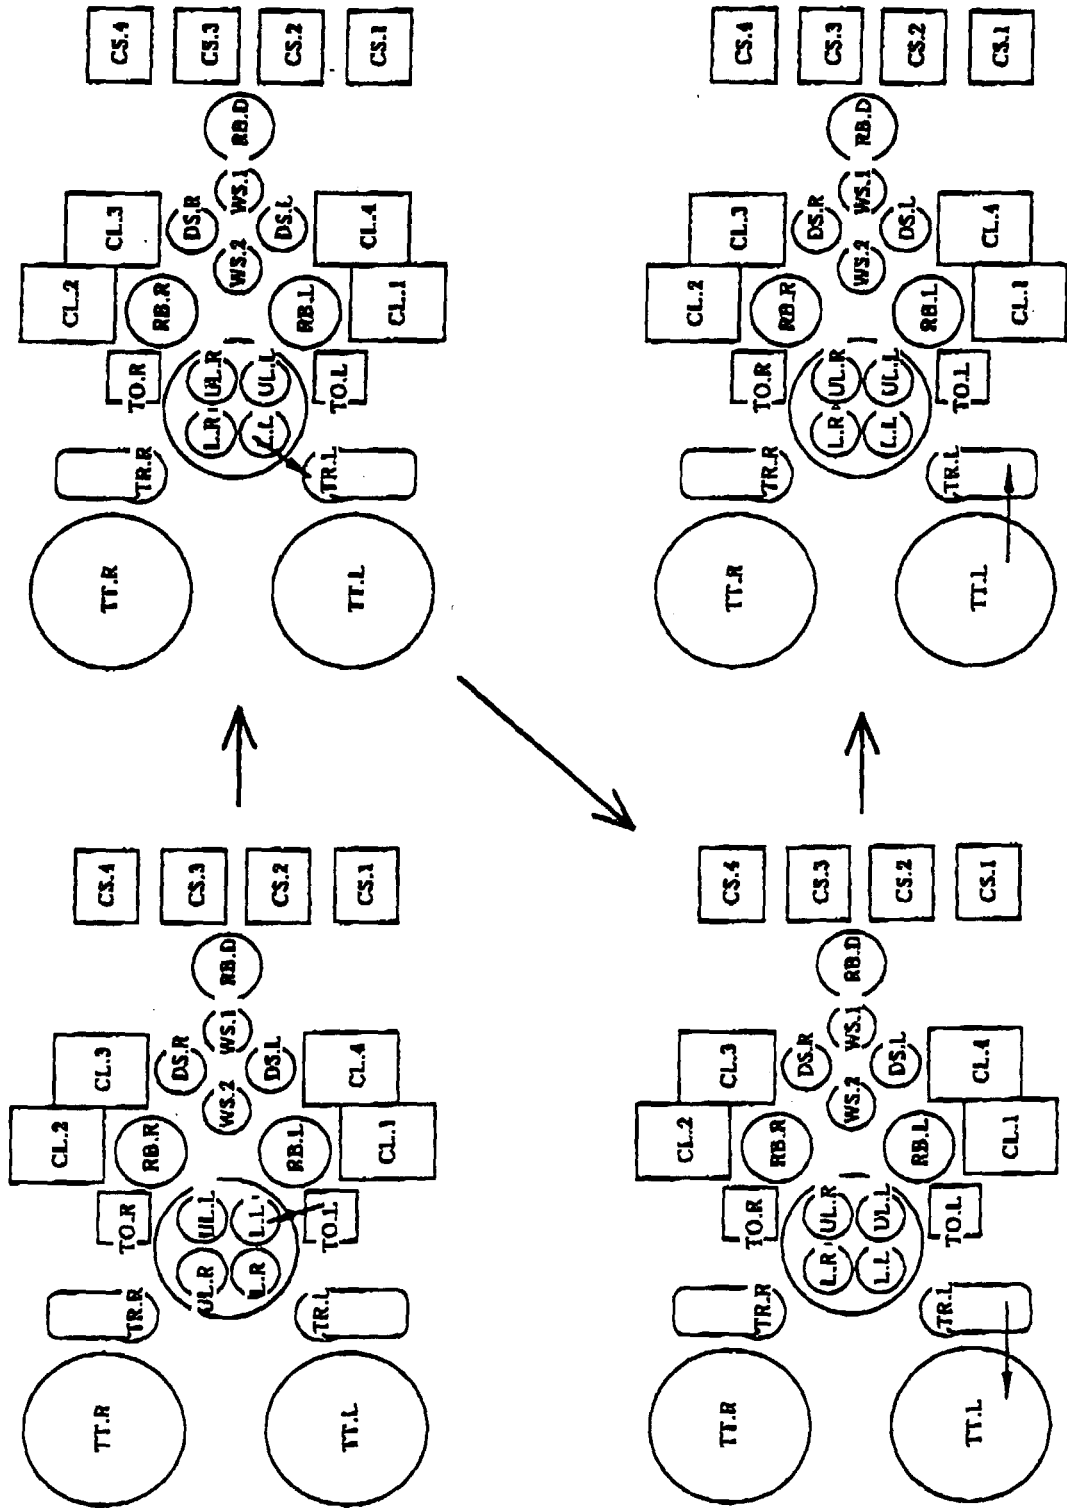 TT.R
TR.R
TO.R
CL.2
CL.3
CS.4
UL.R
UL.L
RB.R
DS.R
CS.3
L.R
L.L
WS.2
WS.1
RB.D
RB.L
DS.L
CS.2
TT.L
TR.L
TO.L
CL.1
CL.4
CS.1
TT.R
TR.R
TO.R
CL.2
CL.3
CS.4
L.R
UL.R
RB.R
DS.R
CS.3
L.L
UL.L
WS.2
WS.1
RB.D
RB.L
DS.L
CS.2
TT.L
TR.L
TO.L
CL.1
CL.4
CS.1
TT.R
TR.R
TO.R
CL.2
CL.3
CS.4
L.R
UL.R
RB.R
DS.R
CS.3
L.L
UL.L
WS.2
WS.1
RB.D
RB.L
DS.L
CS.2
TT.L
TR.L
TO.L
CL.1
CL.4
CS.1
TT.R
TR.R
TO.R
CL.2
CL.3
CS.4
L.R
UL.R
RB.R
DS.R
CS.3
L.L
UL.L
WS.2
WS.1
RB.D
RB.L
DS.L
CS.2
TT.L
TR.L
TO.L
CL.1
CL.4
CS.1